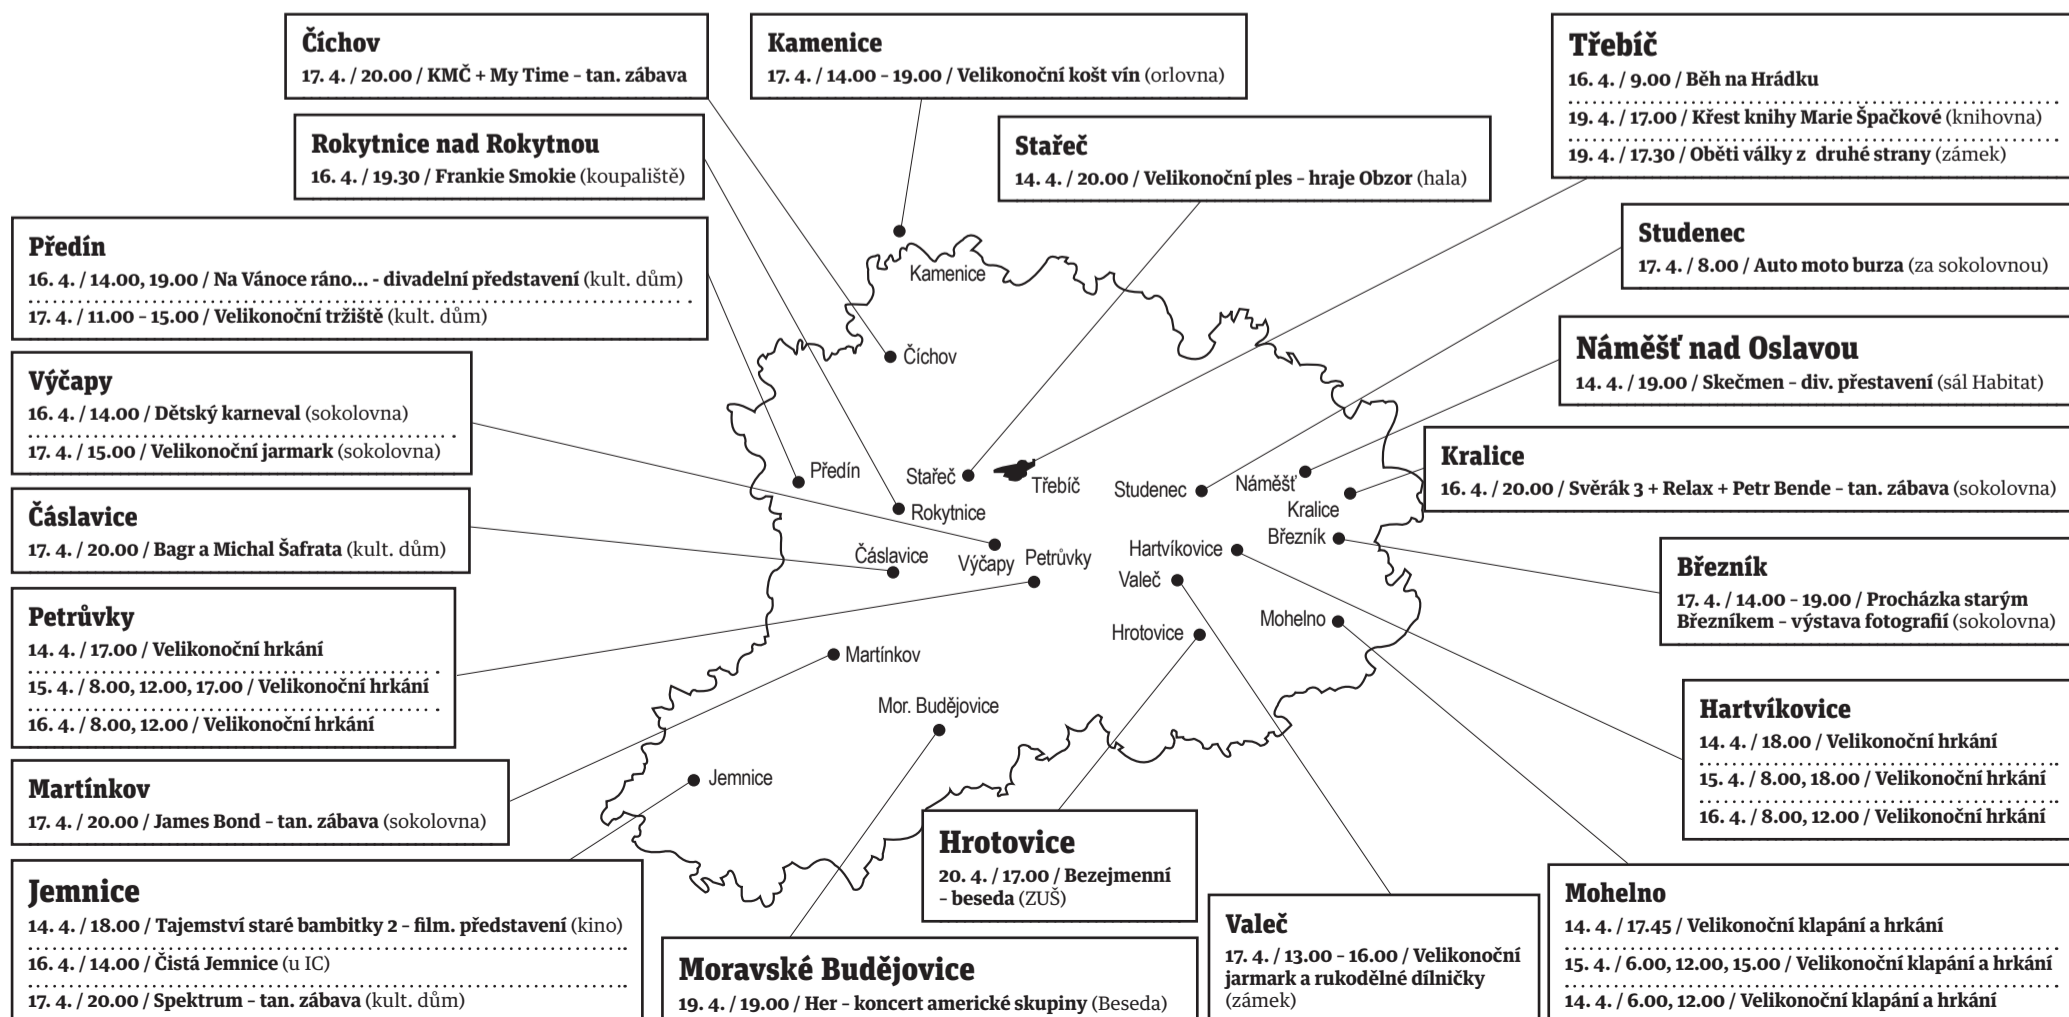 Číchov
17. 4. / 20.00 / KMČ + My Time – tan. zábava
Kamenice
17. 4. / 14.00 – 19.00 / Velikonoční košt vín (orlovna)
Třebíč
16. 4. / 9.00 / Běh na Hrádku
19. 4. / 17.00 / Křest knihy Marie Špačkové (knihovna)
19. 4. / 17.30 / Oběti války z druhé strany (zámek)
Rokytnice nad Rokytnou
16. 4. / 19.30 / Frankie Smokie (koupaliště)
Stařeč
14. 4. / 20.00 / Velikonoční ples – hraje Obzor (hala)
Předín
16. 4. / 14.00, 19.00 / Na Vánoce ráno... - divadelní představení (kult. dům)
17. 4. / 11.00 – 15.00 / Velikonoční tržiště (kult. dům)
Studenec
17. 4. / 8.00 / Auto moto burza (za sokolovnou)
Náměšť nad Oslavou
14. 4. / 19.00 / Skečmen – div. přestavení (sál Habitat)
Výčapy
16. 4. / 14.00 / Dětský karneval (sokolovna)
17. 4. / 15.00 / Velikonoční jarmark (sokolovna)
Kralice
16. 4. / 20.00 / Svěrák 3 + Relax + Petr Bende – tan. zábava (sokolovna)
Čáslavice
17. 4. / 20.00 / Bagr a Michal Šafrata (kult. dům)
Březník
17. 4. / 14.00 – 19.00 / Procházka starým
Březníkem – výstava fotografií (sokolovna)
Petrůvky
14. 4. / 17.00 / Velikonoční hrkání
15. 4. / 8.00, 12.00, 17.00 / Velikonoční hrkání
16. 4. / 8.00, 12.00 / Velikonoční hrkání
Hartvíkovice
14. 4. / 18.00 / Velikonoční hrkání
15. 4. / 8.00, 18.00 / Velikonoční hrkání
16. 4. / 8.00, 12.00 / Velikonoční hrkání
Martínkov
17. 4. / 20.00 / James Bond – tan. zábava (sokolovna)
Jemnice
14. 4. / 18.00 / Tajemství staré bambitky 2 – film. představení (kino)
16. 4. / 14.00 / Čistá Jemnice (u IC)
17. 4. / 20.00 / Spektrum – tan. zábava (kult. dům)
Moravské Budějovice
19. 4. / 19.00 / Her – koncert americké skupiny (Beseda)
Hrotovice
20. 4. / 17.00 / Bezejmenní
– beseda (ZUŠ)
Valeč
17. 4. / 13.00 – 16.00 / Velikonoční
jarmark a rukodělné dílničky
(zámek)
Mohelno
14. 4. / 17.45 / Velikonoční klapání a hrkání
15. 4. / 6.00, 12.00, 15.00 / Velikonoční klapání a hrkání
14. 4. / 6.00, 12.00 / Velikonoční klapání a hrkání
Kamenice
Číchov
Předín
Stařeč
Třebíč
Studenec
Náměšť
Kralice
Rokytnice
Březník
Čáslavice
Výčapy
Petrůvky
Hartvíkovice
Valeč
Mohelno
Hrotovice
Martínkov
Mor. Budějovice
Jemnice